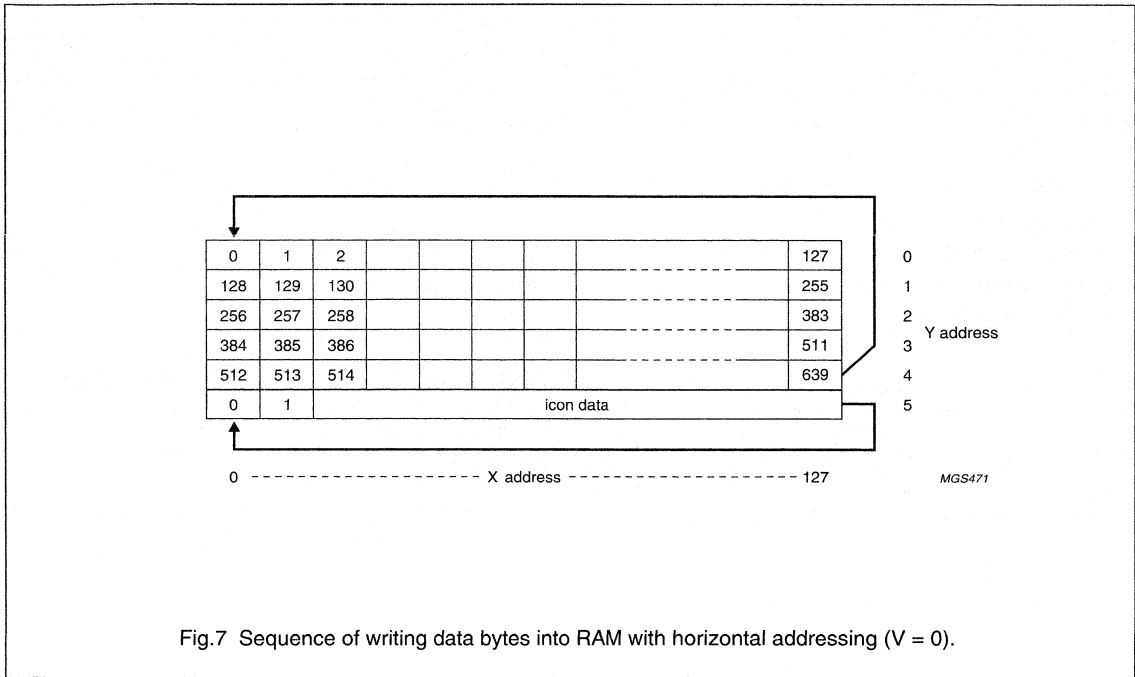 0 1 2 127 0
128 129 130 255 1
256 257 258 383 2
Y address
384 385 386 511 3
512 513 514 639 4
0 1 icon data 5
0 X address 127 MGS471
Fig.7 Sequence of writing data bytes into RAM with horizontal addressing (V = 0).